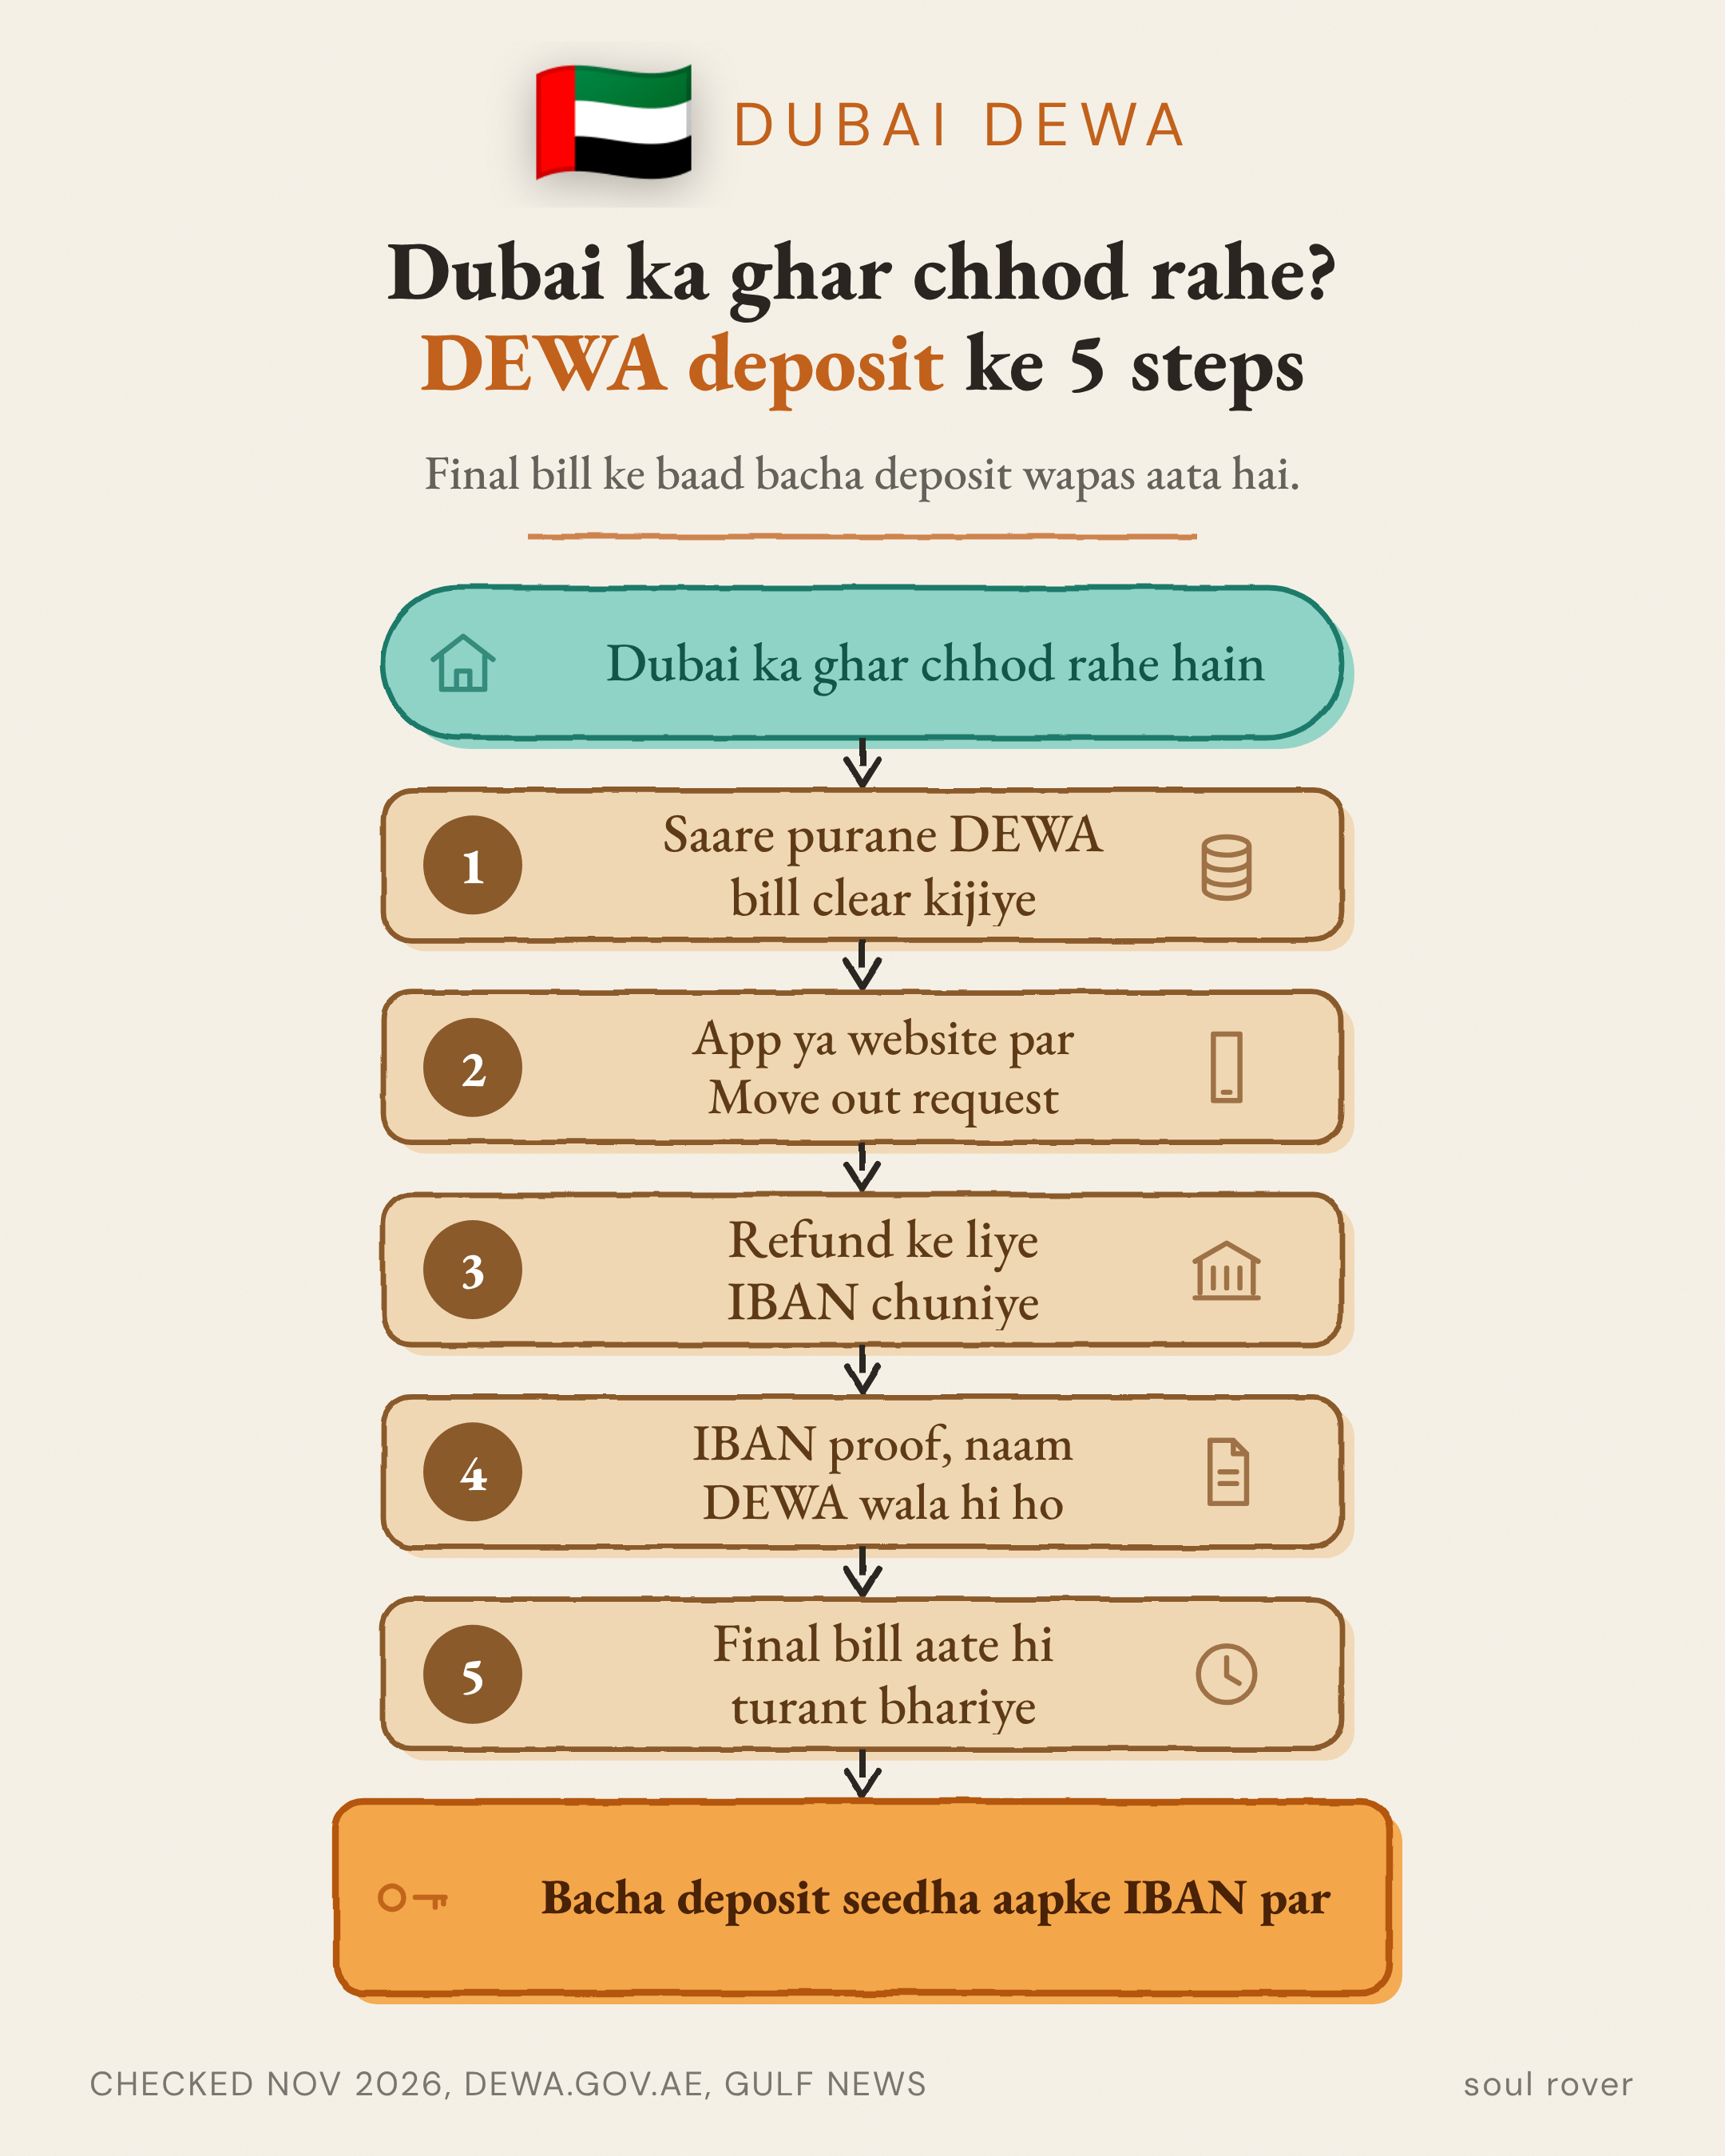 DUBAI DEWA
Dubai ka ghar chhod rahe?
DEWA deposit ke 5 steps
Final bill ke baad bacha deposit wapas aata hai.
Dubai ka ghar chhod rahe hain
1
Saare purane DEWA
bill clear kijiye
2
App ya website par
Move out request
3
Refund ke liye
IBAN chuniye
4
IBAN proof, naam
DEWA wala hi ho
5
Final bill aate hi
turant bhariye
Bacha deposit seedha aapke IBAN par
CHECKED NOV 2026, DEWA.GOV.AE, GULF NEWS
soul rover